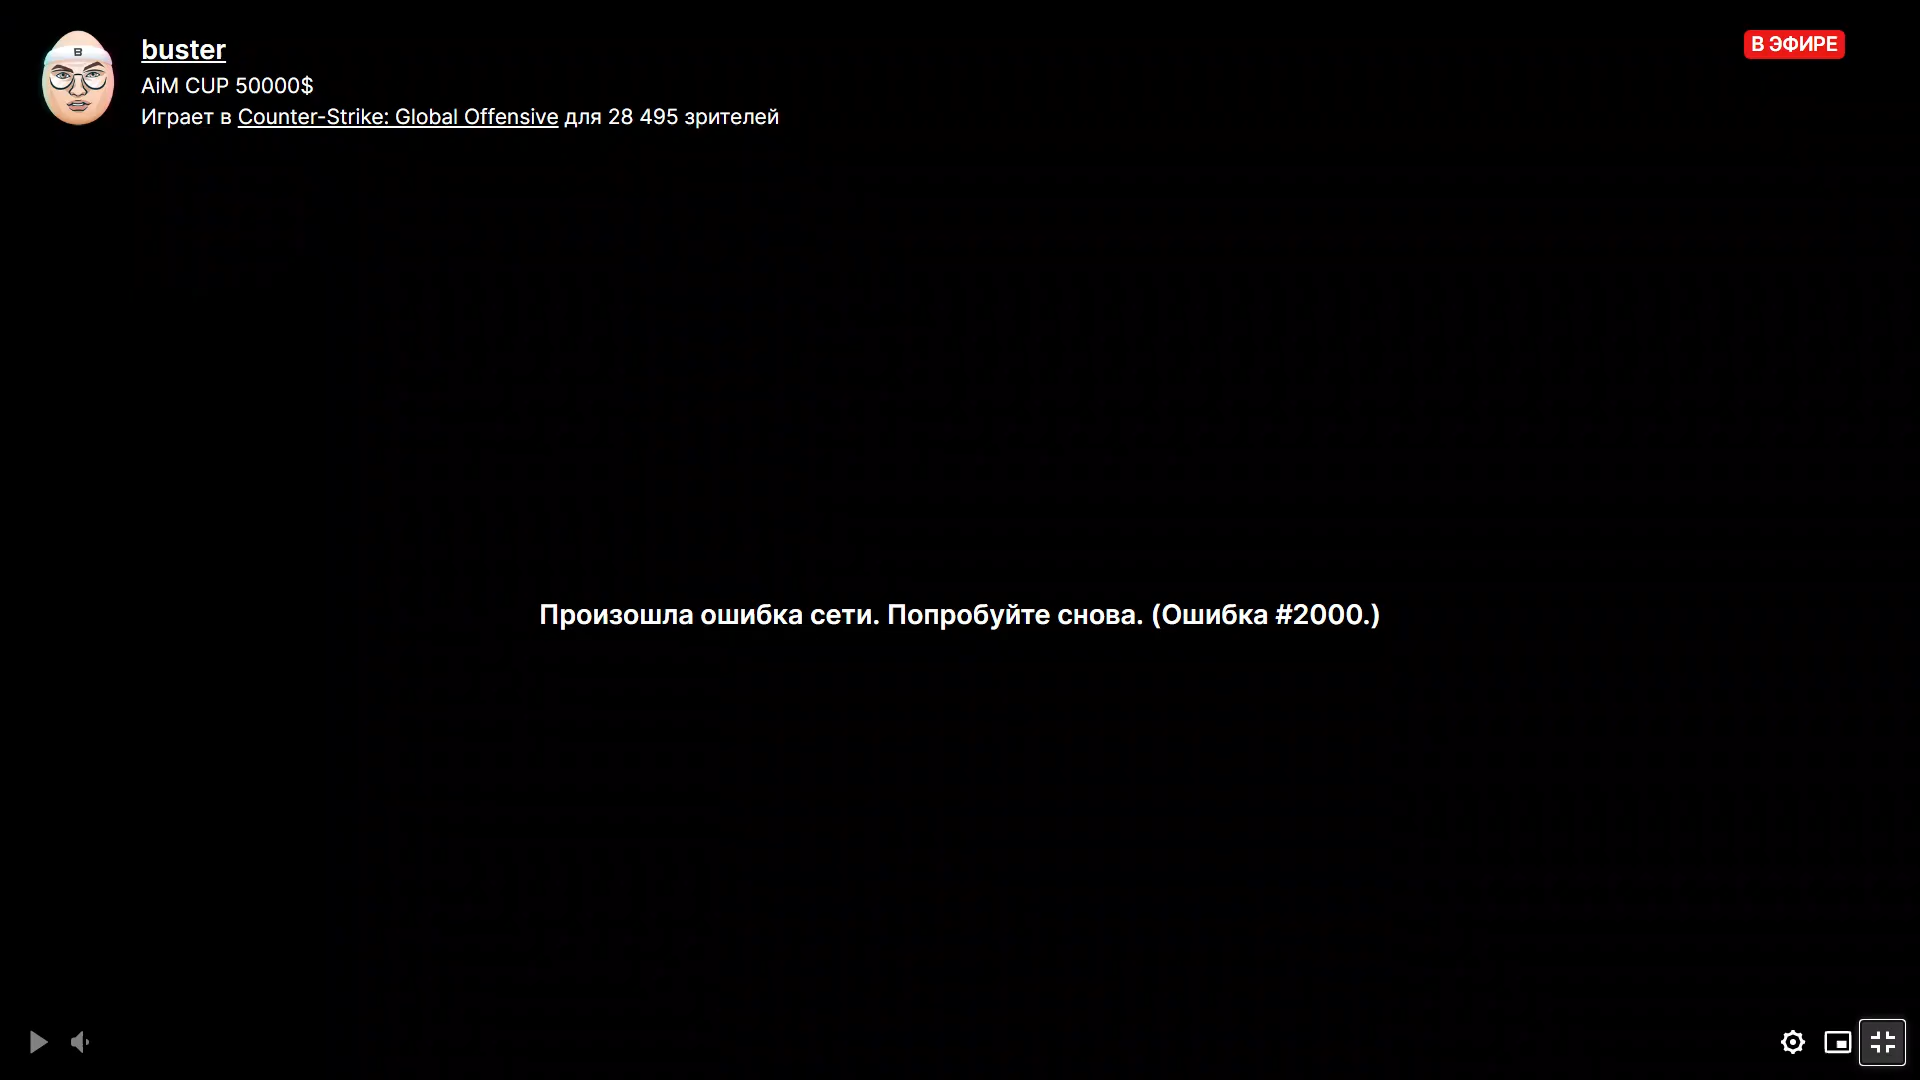 B
buster
AiM CUP 50000$
Играет в Counter-Strike: Global Offensive для 28 495 зрителей
В ЭФИРЕ
Произошла ошибка сети. Попробуйте снова. (Ошибка #2000.)